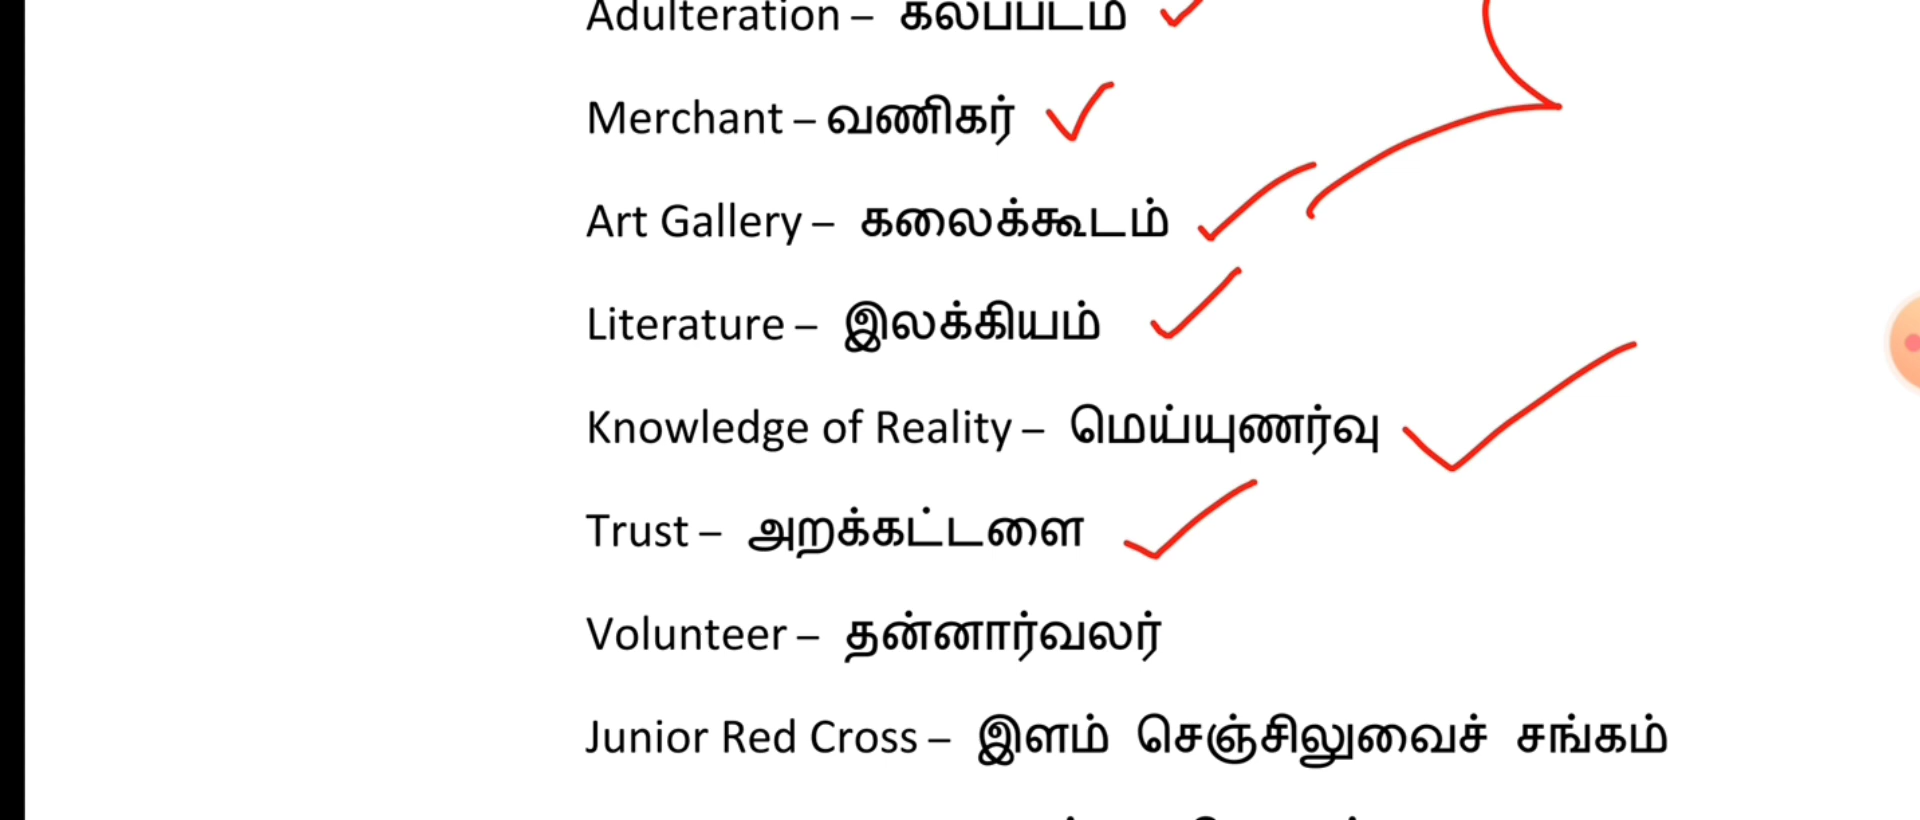 Adulteration – கலப்படம்
Merchant – வணிகர்
Art Gallery – கலைக்கூடம்
Literature – இலக்கியம்
Knowledge of Reality – மெய்யுணர்வு
Trust – அறக்கட்டளை
Volunteer – தன்னார்வலர்
Junior Red Cross – இளம் செஞ்சிலுவைச் சங்கம்